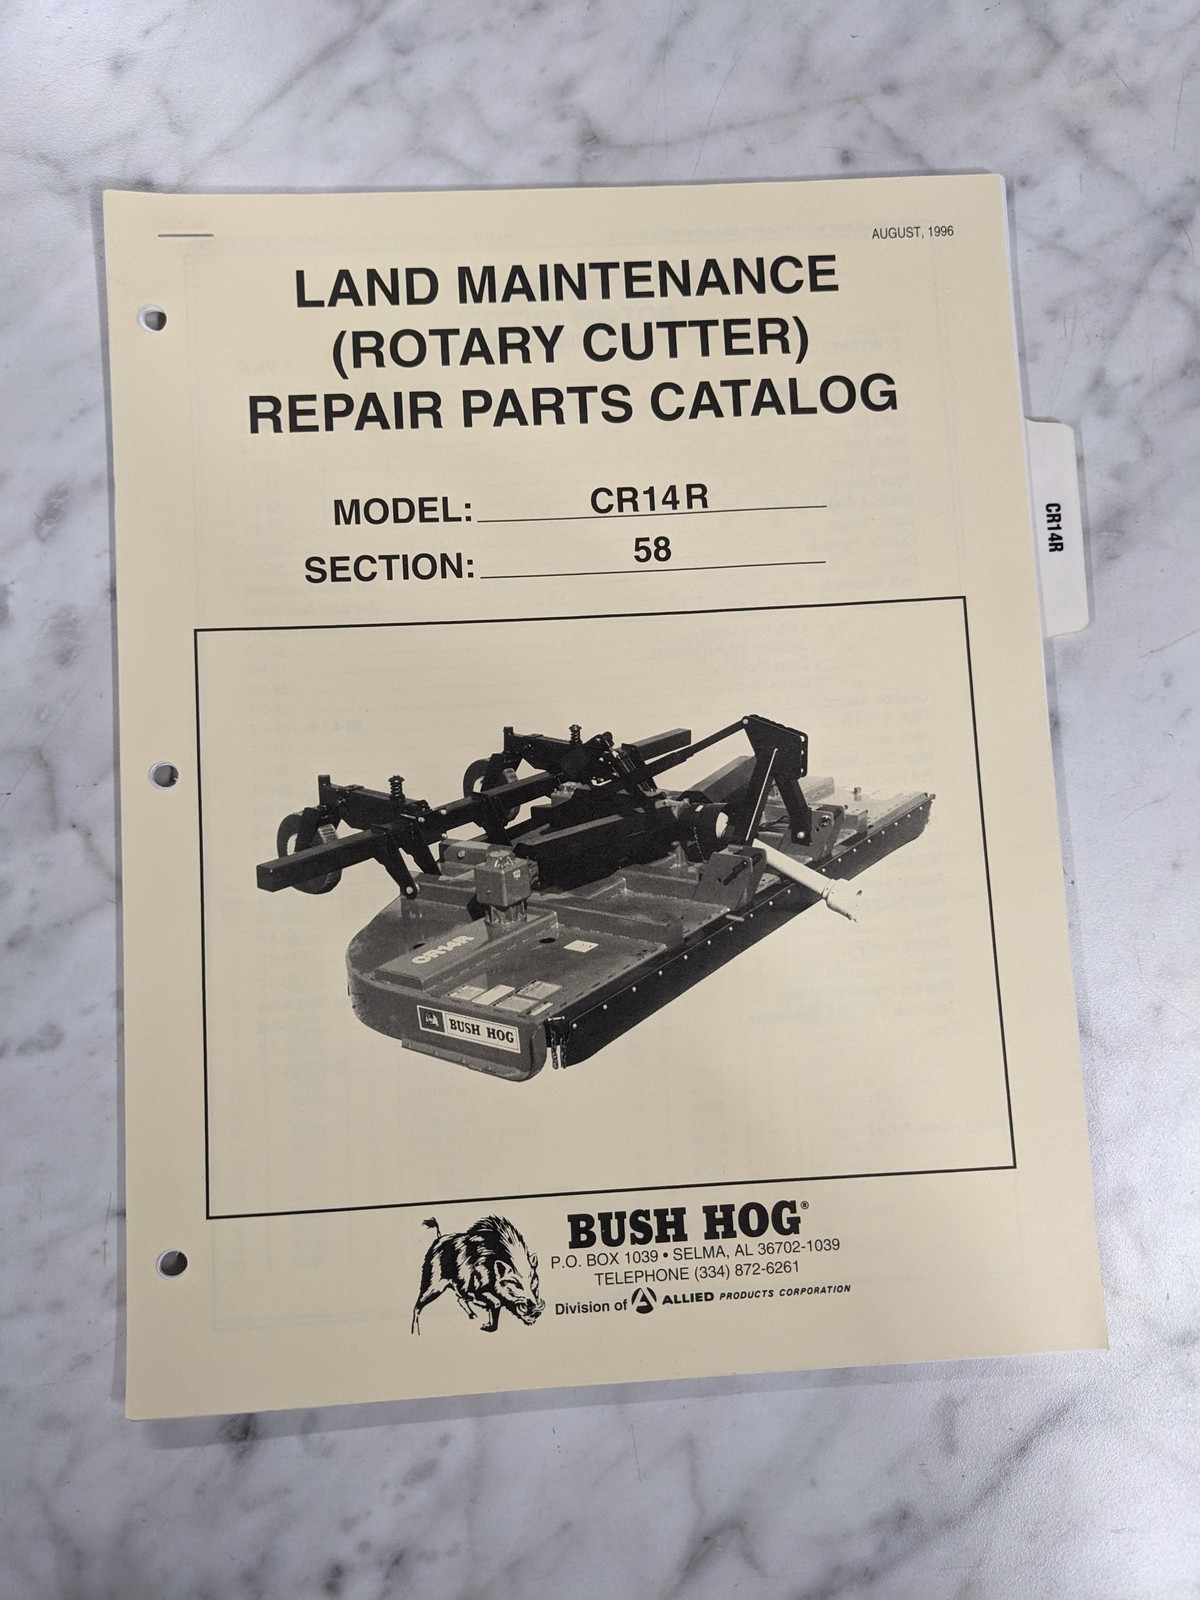 AUGUST, 1996
LAND MAINTENANCE
(ROTARY CUTTER)
REPAIR PARTS CATALOG
MODEL: CR14R
SECTION: 58
CR14R
CR14R
BUSH HOG
BUSH HOG®
P.O. BOX 1039 • SELMA, AL 36702-1039
TELEPHONE (334) 872-6261
Division of ALLIED PRODUCTS CORPORATION